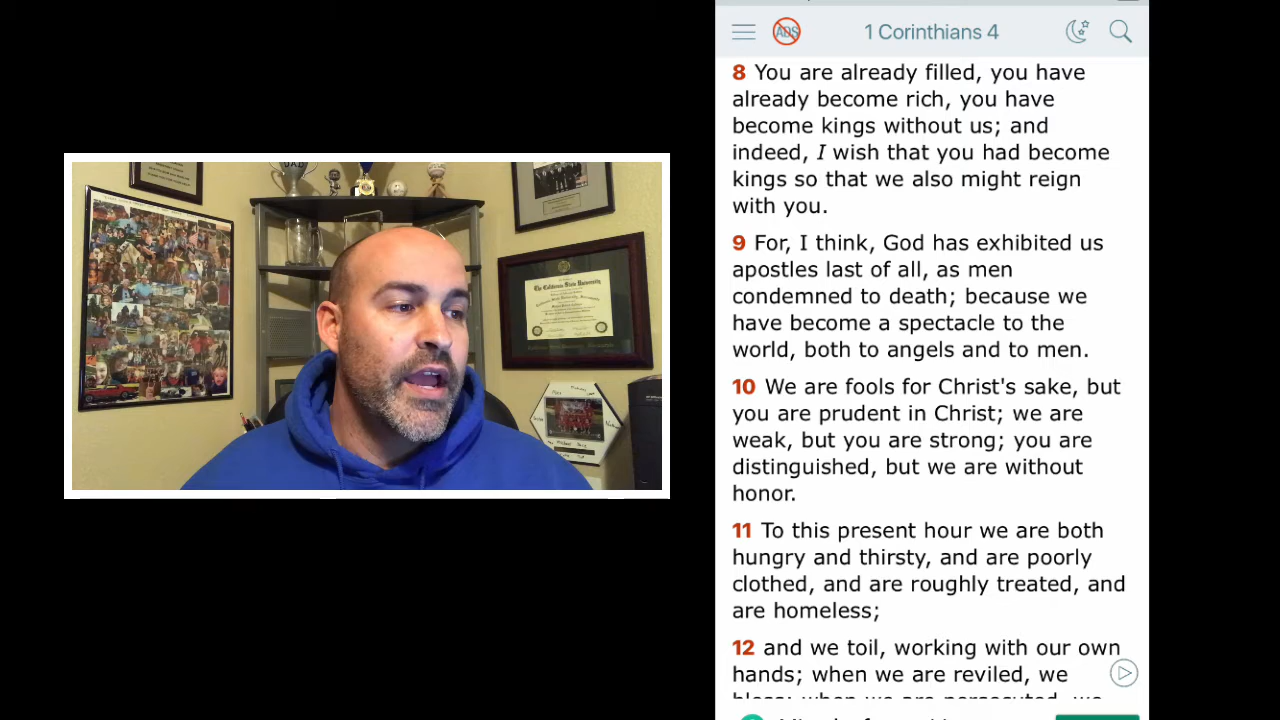 ADS
1 Corinthians 4
8 You are already filled, you have
already become rich, you have
become kings without us; and
indeed, I wish that you had become
kings so that we also might reign
with you.
9 For, I think, God has exhibited us
apostles last of all, as men
condemned to death; because we
have become a spectacle to the
world, both to angels and to men.
10 We are fools for Christ's sake, but
you are prudent in Christ; we are
weak, but you are strong; you are
distinguished, but we are without
honor.
11 To this present hour we are both
hungry and thirsty, and are poorly
clothed, and are roughly treated, and
are homeless;
12 and we toil, working with our own
hands; when we are reviled, we
The California State University